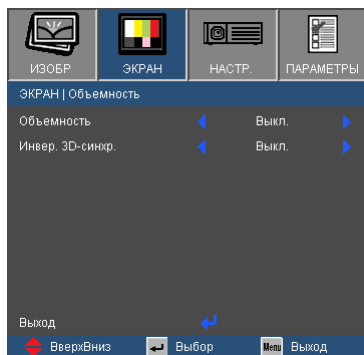 ИЗОБР ЭКРАН НАСТР. ПАРАМЕТРЫ
ЭКРАН | Объемность
Объемность Выкл.
Инвер. 3D-синхр. Выкл.
Выход
ВверхВниз Выбор Menu Выход